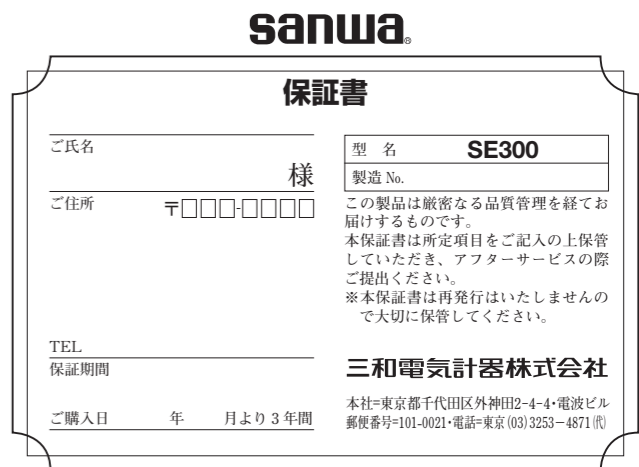 sanwa®
保証書
ご氏名
様
ご住所 〒□□□-□□□□
TEL
保証期間
ご購入日 年 月より3年間
型 名 SE300
製造 No.
この製品は厳密なる品質管理を経てお
届けするものです。
本保証書は所定項目をご記入の上保管
していただき、アフターサービスの際
ご提出ください。
※本保証書は再発行はいたしませんの
で大切に保管してください。
三和電気計器株式会社
本社=東京都千代田区外神田2-4-4・電波ビル
郵便番号=101-0021・電話=東京(03)3253-4871㈹